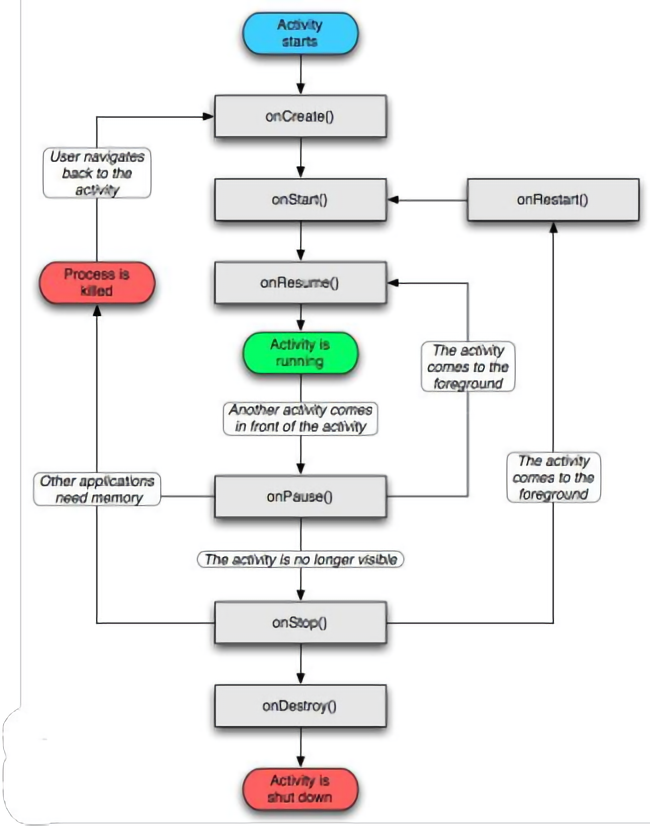 Activity
starts
onCreate()
User navigates
back to the
activity
onStart()
onRestart()
Process is
killed
onResume()
Activity is
running
The activity
comes to the
foreground
Another activity comes
in front of the activity
The activity
comes to the
foreground
Other applications
need memory
onPause()
The activity is no longer visible
onStop()
onDestroy()
Activity is
shut down